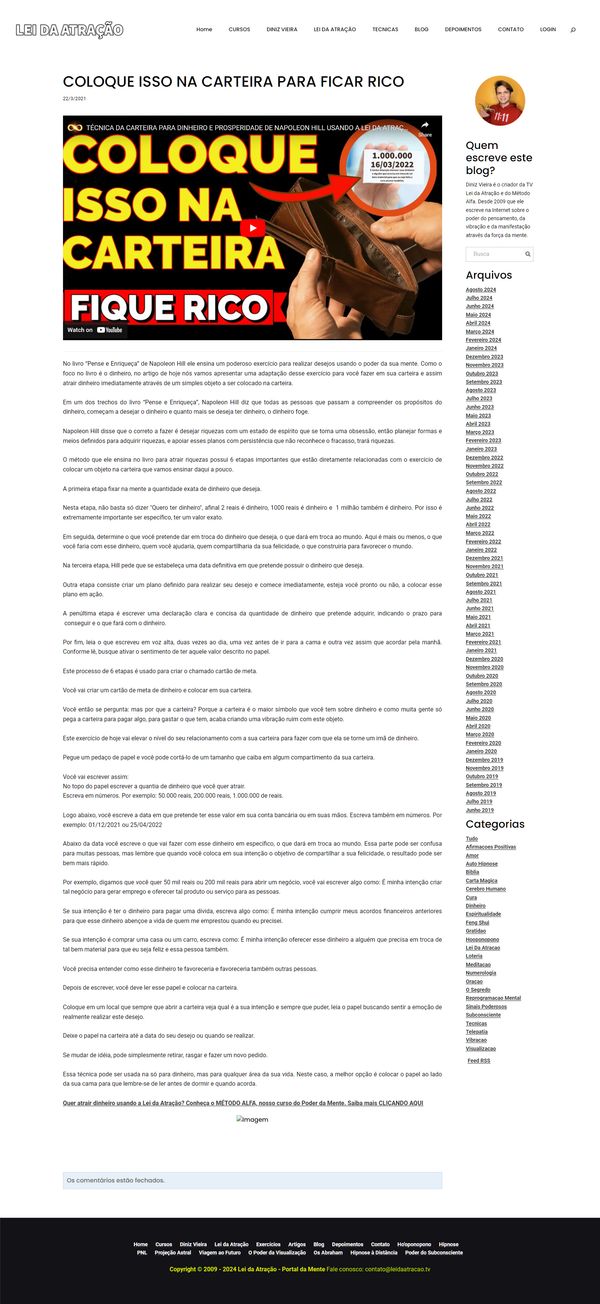 LEI DA ATRAÇÃO
Home CURSOS DINIZ VIEIRA LEI DA ATRAÇÃO TECNICAS BLOG DEPOIMENTOS CONTATO LOGIN
COLOQUE ISSO NA CARTEIRA PARA FICAR RICO
22/3/2021
TÉCNICA DA CARTEIRA PARA DINHEIRO E PROSPERIDADE DE NAPOLEON HILL USANDO A LEI DA ATRAÇ...
Share
COLOQUE
ISSO NA
CARTEIRA
FIQUE RICO
1.000.000
16/03/2022
Watch on YouTube
No livro "Pense e Enriqueça" de Napoleon Hill ele ensina um poderoso exercício para realizar desejos usando o poder da sua mente. Como o
foco no livro é o dinheiro, no artigo de hoje nós vamos apresentar uma adaptação desse exercício para você fazer em sua carteira e assim
atrair dinheiro imediatamente através de um simples objeto a ser colocado na carteira.
Em um dos trechos do livro "Pense e Enriqueça", Napoleon Hill diz que todas as pessoas que passam a compreender os propósitos do
dinheiro, começam a desejar o dinheiro e quanto mais se deseja ter dinheiro, o dinheiro foge.
Napoleon Hill disse que o correto a fazer é desejar riquezas com um estado de espírito que se torna uma obsessão, então planejar formas e
meios definidos para adquirir riquezas, e apoiar esses planos com persistência que não reconhece o fracasso, trará riquezas.
O método que ele ensina no livro para atrair riquezas possui 6 etapas importantes que estão diretamente relacionadas com o exercício de
colocar um objeto na carteira que vamos ensinar daqui a pouco.
A primeira etapa fixar na mente a quantidade exata de dinheiro que deseja.
Nesta etapa, não basta só dizer "Quero ter dinheiro", afinal 2 reais é dinheiro, 1000 reais é dinheiro e 1 milhão também é dinheiro. Por isso é
extremamente importante ser específico, ter um valor exato.
Em seguida, determine o que você pretende dar em troca do dinheiro que deseja, o que dará em troca ao mundo. Aqui é mais ou menos, o que
você faria com esse dinheiro, quem você ajudaria, quem compartilharia da sua felicidade, o que construiria para favorecer o mundo.
Na terceira etapa, Hill pede que se estabeleça uma data definitiva em que pretende possuir o dinheiro que deseja.
Outra etapa consiste criar um plano definido para realizar seu desejo e comece imediatamente, esteja você pronto ou não, a colocar esse
plano em ação.
A penúltima etapa é escrever uma declaração clara e concisa da quantidade de dinheiro que pretende adquirir, indicando o prazo para
conseguir e o que fará com o dinheiro.
Por fim, leia o que escreveu em voz alta, duas vezes ao dia, uma vez antes de ir para a cama e outra vez assim que acordar pela manhã.
Conforme lê, busque ativar o sentimento de ter aquele valor descrito no papel.
Este processo de 6 etapas é usado para criar o chamado cartão de meta.
Você vai criar um cartão de meta de dinheiro e colocar em sua carteira.
Você então se pergunta: mas por que a carteira? Porque a carteira é o maior símbolo que você tem sobre dinheiro e como muita gente só
pega a carteira para pagar algo, para gastar o que tem, acaba criando uma vibração ruim com este objeto.
Este exercício de hoje vai elevar o nível do seu relacionamento com a sua carteira para fazer com que ela se torne um imã de dinheiro.
Pegue um pedaço de papel e você pode cortá-lo de um tamanho que caiba em algum compartimento da sua carteira.
Você vai escrever assim:
No topo do papel escrever a quantia de dinheiro que você quer atrair.
Escreva em números. Por exemplo: 50.000 reais, 200.000 reais, 1.000.000 de reais.
Logo abaixo, você escreve a data em que pretende ter esse valor em sua conta bancária ou em suas mãos. Escreva também em números. Por
exemplo: 01/12/2021 ou 25/04/2022
Abaixo da data você escreve o que vai fazer com esse dinheiro em específico, o que dará em troca ao mundo. Essa parte pode ser confusa
para muitas pessoas, mas lembre que quando você coloca em sua intenção o objetivo de compartilhar a sua felicidade, o resultado pode ser
bem mais rápido.
Por exemplo, digamos que você quer 50 mil reais ou 200 mil reais para abrir um negócio, você vai escrever algo como: É minha intenção criar
tal negócio para gerar emprego e oferecer tal produto ou serviço para as pessoas.
Se sua intenção é ter o dinheiro para pagar uma dívida, escreva algo como: É minha intenção cumprir meus acordos financeiros anteriores
para que esse dinheiro abençoe a vida de quem me emprestou quando eu precisei.
Se sua intenção é comprar uma casa ou um carro, escreva como: É minha intenção oferecer esse dinheiro a alguém que precisa em troca de
tal bem material para que eu seja feliz e essa pessoa também.
Você precisa entender como esse dinheiro te favoreceria e favoreceria também outras pessoas.
Depois de escrever, você deve ler esse papel e colocar na carteira.
Coloque em um local que sempre que abrir a carteira veja qual é a sua intenção e sempre que puder, leia o papel buscando sentir a emoção de
realmente realizar este desejo.
Deixe o papel na carteira até a data do seu desejo ou quando se realizar.
Se mudar de idéia, pode simplesmente retirar, rasgar e fazer um novo pedido.
Essa técnica pode ser usada na só para dinheiro, mas para qualquer área da sua vida. Neste caso, a melhor opção é colocar o papel ao lado
da sua cama para que lembre-se de ler antes de dormir e quando acorda.
Quer atrair dinheiro usando a Lei da Atração? Conheça o MÉTODO ALFA, nosso curso do Poder da Mente. Saiba mais CLICANDO AQUI
Imagem
Os comentários estão fechados.
11:11
Quem
escreve este
blog?
Diniz Vieira é o criador da TV
Lei da Atração e do Método
Alfa. Desde 2009 que ele
escreve na Internet sobre o
poder do pensamento, da
vibração e da manifestação
através da força da mente.
Busca
Arquivos
Agosto 2024
Julho 2024
Junho 2024
Maio 2024
Abril 2024
Março 2024
Fevereiro 2024
Janeiro 2024
Dezembro 2023
Novembro 2023
Outubro 2023
Setembro 2023
Agosto 2023
Julho 2023
Junho 2023
Maio 2023
Abril 2023
Março 2023
Fevereiro 2023
Janeiro 2023
Dezembro 2022
Novembro 2022
Outubro 2022
Setembro 2022
Agosto 2022
Julho 2022
Junho 2022
Maio 2022
Abril 2022
Março 2022
Fevereiro 2022
Janeiro 2022
Dezembro 2021
Novembro 2021
Outubro 2021
Setembro 2021
Agosto 2021
Julho 2021
Junho 2021
Maio 2021
Abril 2021
Março 2021
Fevereiro 2021
Janeiro 2021
Dezembro 2020
Novembro 2020
Outubro 2020
Setembro 2020
Agosto 2020
Julho 2020
Junho 2020
Maio 2020
Abril 2020
Março 2020
Fevereiro 2020
Janeiro 2020
Dezembro 2019
Novembro 2019
Outubro 2019
Setembro 2019
Agosto 2019
Julho 2019
Junho 2019
Categorias
Tudo
Afirmacoes Positivas
Amor
Auto Hipnose
Biblia
Carta Magica
Cerebro Humano
Cura
Dinheiro
Espiritualidade
Feng Shui
Gratidao
Hooponopono
Lei Da Atracao
Loteria
Meditacao
Numerologia
Oracao
O Segredo
Reprogramacao Mental
Sinais Poderosos
Subconsciente
Tecnicas
Telepatia
Vibracao
Visualizacao
Feed RSS
Home Cursos Diniz Vieira Lei da Atração Exercícios Artigos Blog Depoimentos Contato Ho'oponopono Hipnose
PNL Projeção Astral Viagem ao Futuro O Poder da Visualização Os Abraham Hipnose à Distância Poder do Subconsciente
Copyright © 2009 - 2024 Lei da Atração - Portal da Mente Fale conosco: contato@leidaatracao.tv